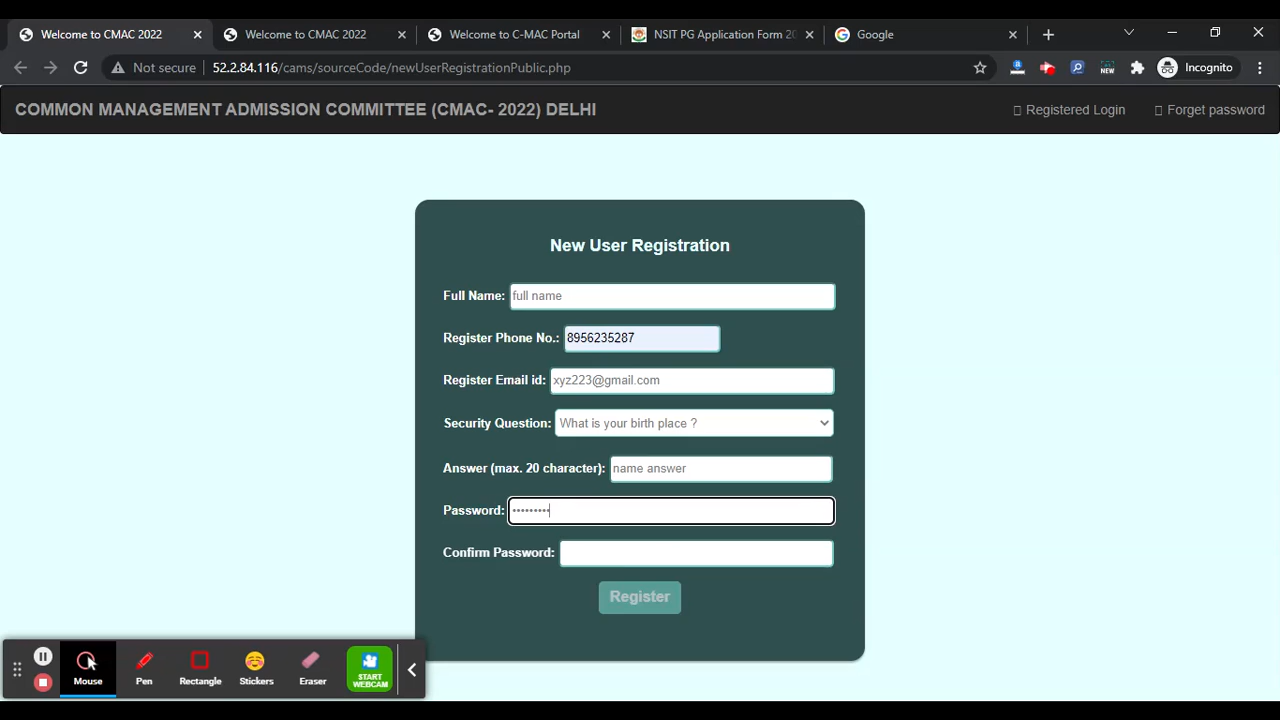 Welcome to CMAC 2022
Welcome to CMAC 2022
Welcome to C-MAC Portal
NSIT PG Application Form 20
Google
Not secure
52.2.84.116/cams/sourceCode/newUserRegistrationPublic.php
NEW
Incognito
COMMON MANAGEMENT ADMISSION COMMITTEE (CMAC- 2022) DELHI
Registered Login
Forget password
New User Registration
Full Name: full name
Register Phone No.: 8956235287
Register Email id: xyz223@gmail.com
Security Question: What is your birth place ?
Answer (max. 20 character): name answer
Password: •••••••••
Confirm Password:
Register
Mouse
Pen
Rectangle
Stickers
Eraser
START
WEBCAM